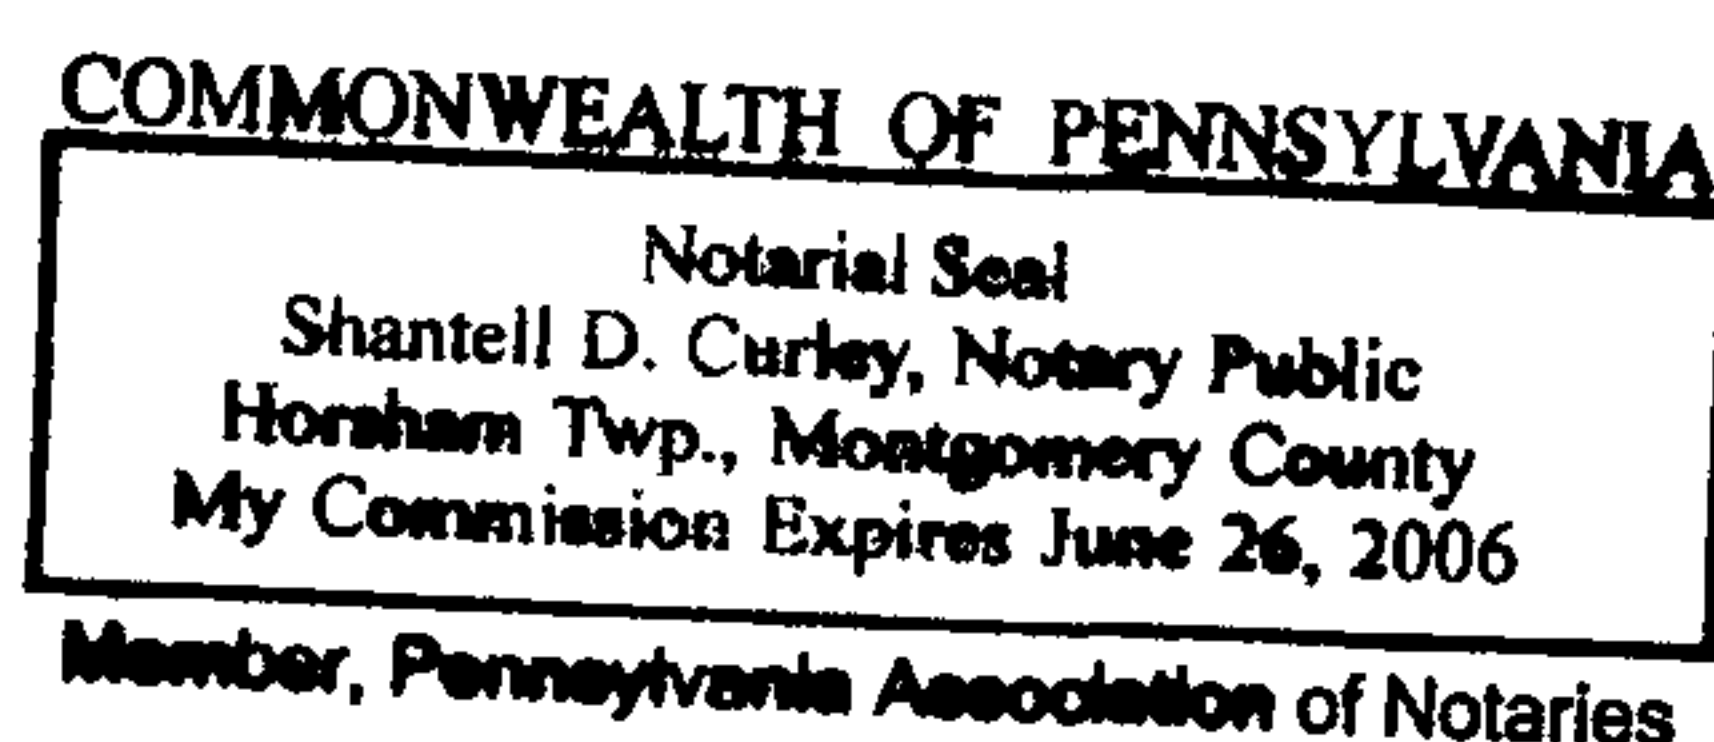 COMMONWEALTH OF PENNSYLVANIA
Notarial Seal
Shantell D. Curley, Notary Public
Horsham Twp., Montgomery County
My Commission Expires June 26, 2006
Member, Pennsylvania Association of Notaries